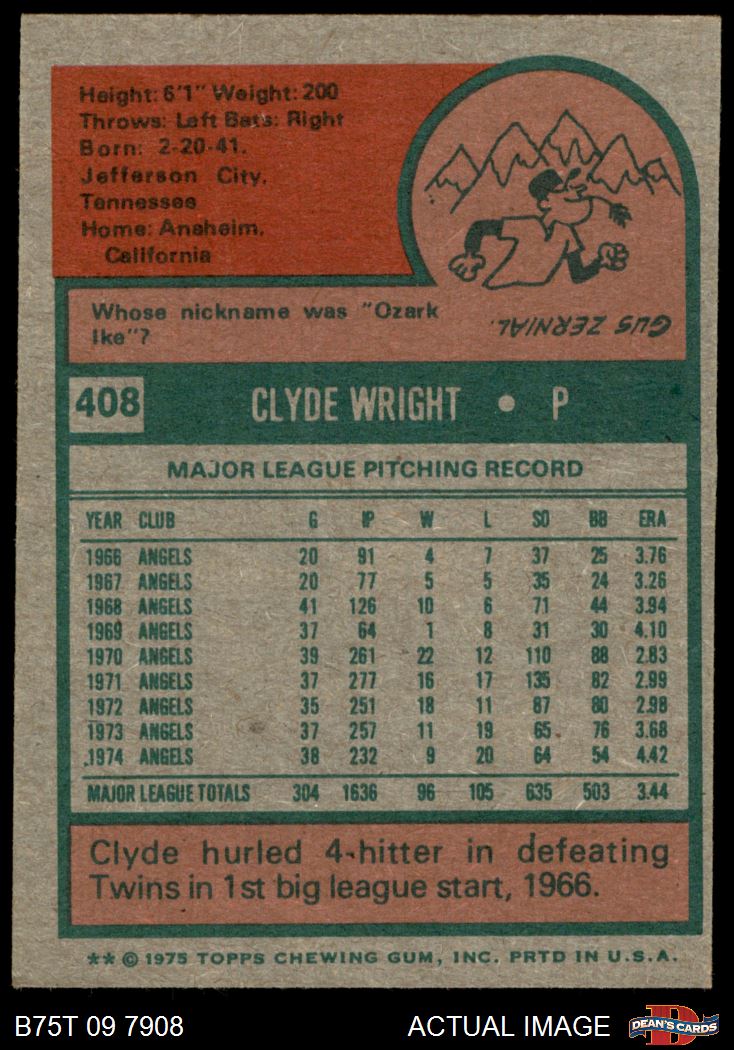 Height: 6'1" Weight: 200
Throws: Left Bats: Right
Born: 2-20-41.
Jefferson City,
Tennessee
Home: Anaheim,
California
Whose nickname was "Ozark
Ike"?
GUS ZERNIAL.
408 CLYDE WRIGHT • P
MAJOR LEAGUE PITCHING RECORD
YEAR CLUB G IP W L SO BB ERA
1966 ANGELS 20 91 4 7 37 25 3.76
1967 ANGELS 20 77 5 5 35 24 3.26
1968 ANGELS 41 126 10 6 71 44 3.94
1969 ANGELS 37 64 1 8 31 30 4.10
1970 ANGELS 39 261 22 12 110 88 2.83
1971 ANGELS 37 277 16 17 135 82 2.99
1972 ANGELS 35 251 18 11 87 80 2.98
1973 ANGELS 37 257 11 19 65 76 3.68
1974 ANGELS 38 232 9 20 64 54 4.42
MAJOR LEAGUE TOTALS 304 1636 96 105 635 503 3.44
Clyde hurled 4-hitter in defeating
Twins in 1st big league start, 1966.
** © 1975 TOPPS CHEWING GUM, INC. PRTD IN U.S.A.
B75T 09 7908 ACTUAL IMAGE DEAN'S CARDS